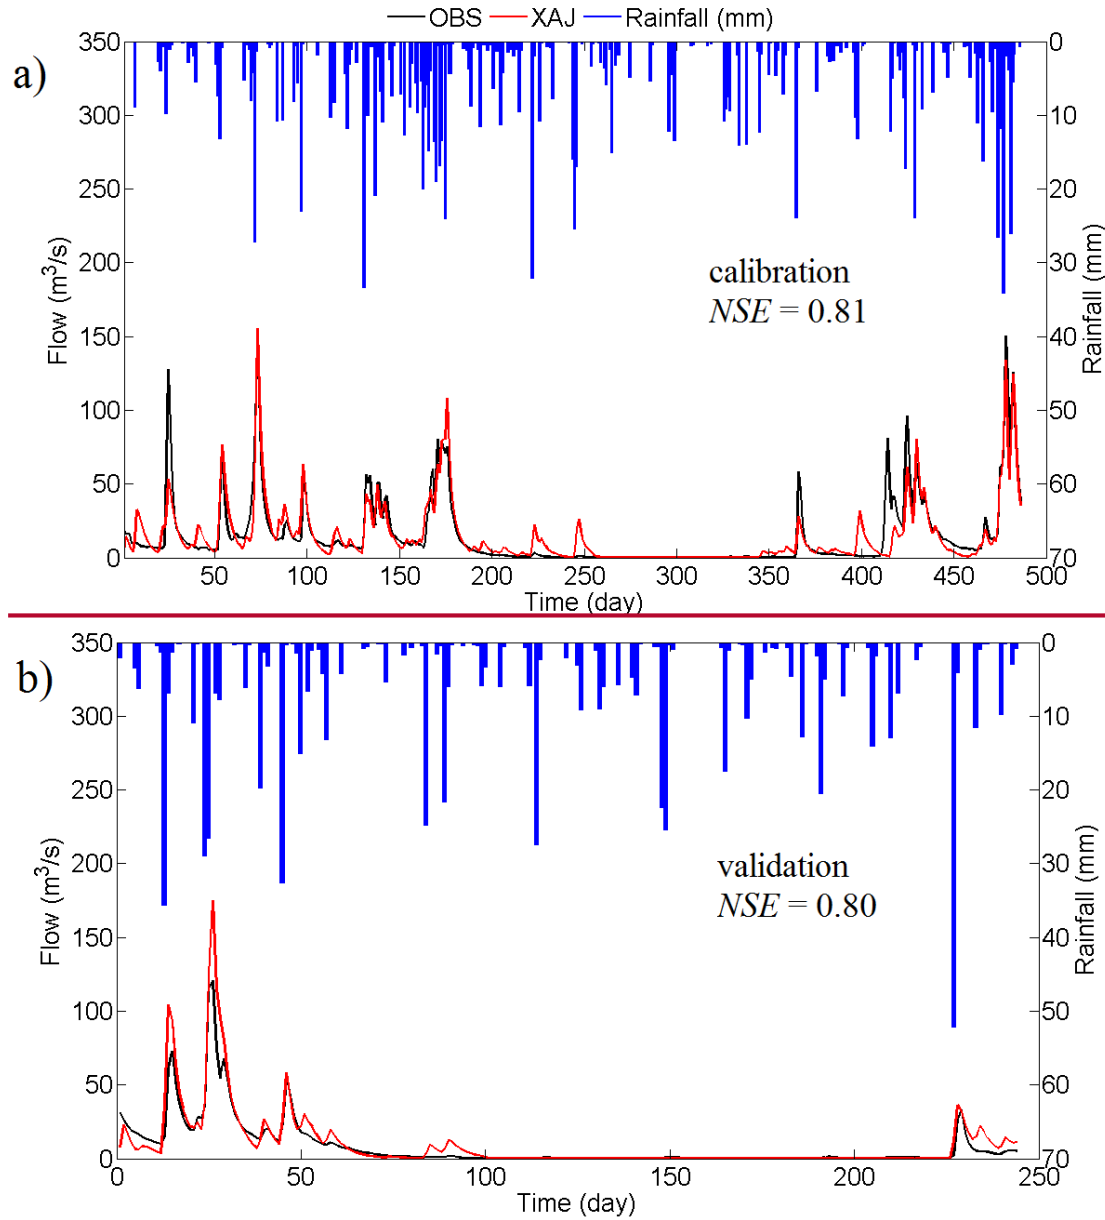 OBS XAJ Rainfall (mm)
a)
350
300
250
200
150
100
50
0
Flow (m³/s)
0
10
20
30
40
50
60
70
Rainfall (mm)
calibration
NSE = 0.81
50 100 150 200 250 300 350 400 450 500
Time (day)
b)
350
300
250
200
150
100
50
0
Flow (m³/s)
0
10
20
30
40
50
60
70
Rainfall (mm)
validation
NSE = 0.80
0 50 100 150 200 250
Time (day)